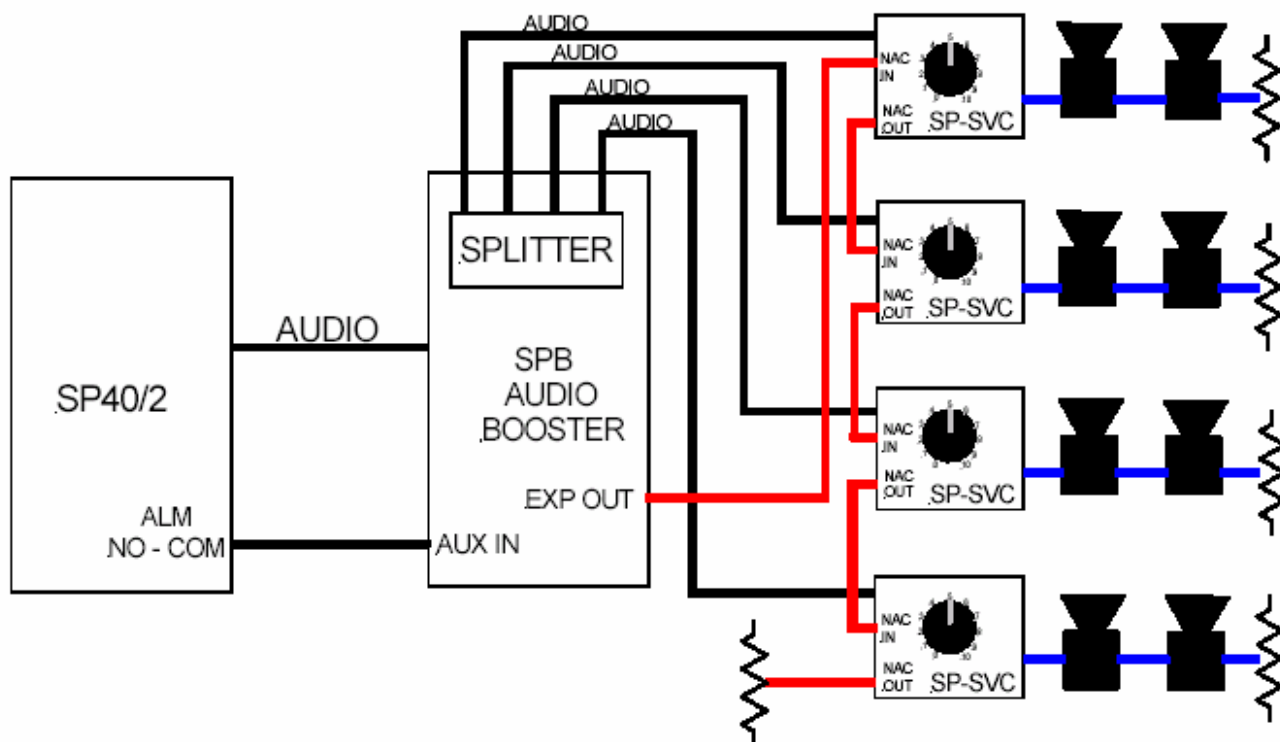 AUDIO
AUDIO
AUDIO
AUDIO
SPLITTER
AUDIO
SP40/2
SPB
AUDIO
BOOSTER
EXP OUT
ALM
NO - COM
AUX IN
NAC
IN
NAC
OUT
SP-SVC
NAC
IN
NAC
OUT
SP-SVC
NAC
IN
NAC
OUT
SP-SVC
NAC
IN
NAC
OUT
SP-SVC